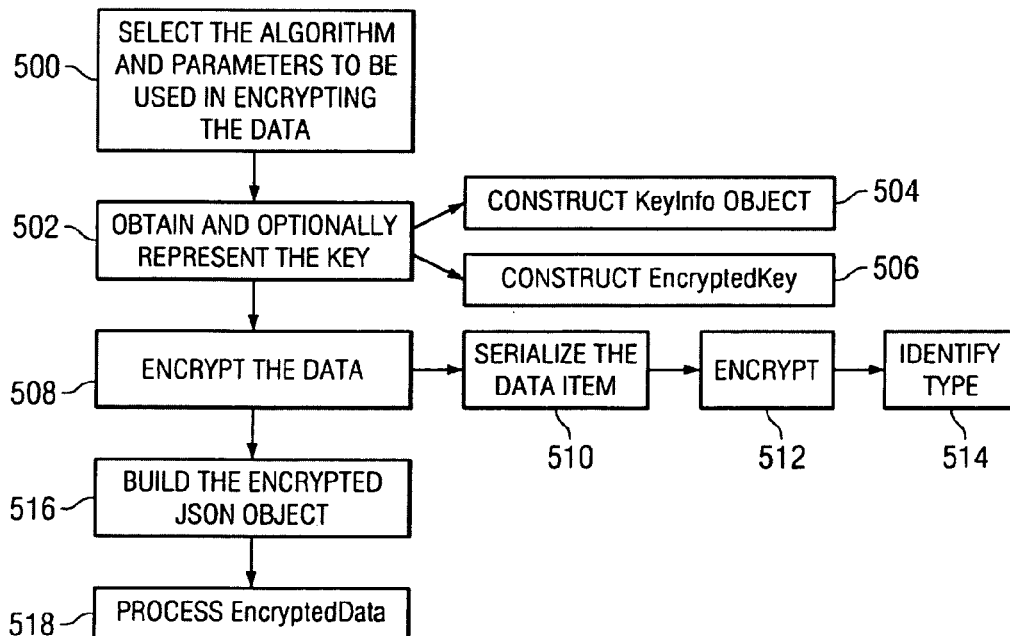 500
SELECT THE ALGORITHM
AND PARAMETERS TO BE
USED IN ENCRYPTING
THE DATA
502
OBTAIN AND OPTIONALLY
REPRESENT THE KEY
CONSTRUCT KeyInfo OBJECT
504
CONSTRUCT EncryptedKey
506
508
ENCRYPT THE DATA
SERIALIZE THE
DATA ITEM
510
ENCRYPT
512
IDENTIFY
TYPE
514
516
BUILD THE ENCRYPTED
JSON OBJECT
518
PROCESS EncryptedData